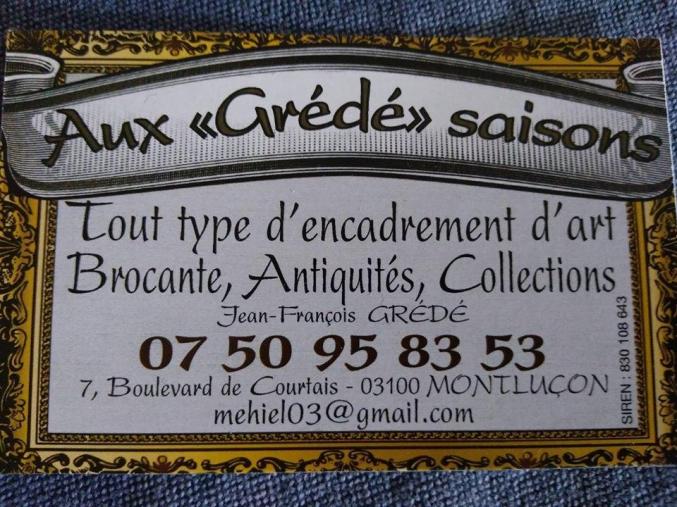 Aux «Grédé» saisons
Tout type d'encadrement d'art
Brocante, Antiquités, Collections
Jean-François GRÉDÉ
07 50 95 83 53
7, Boulevard de Courtais - 03100 MONTLUÇON
mehiel03@gmail.com
SIREN : 830 108 643